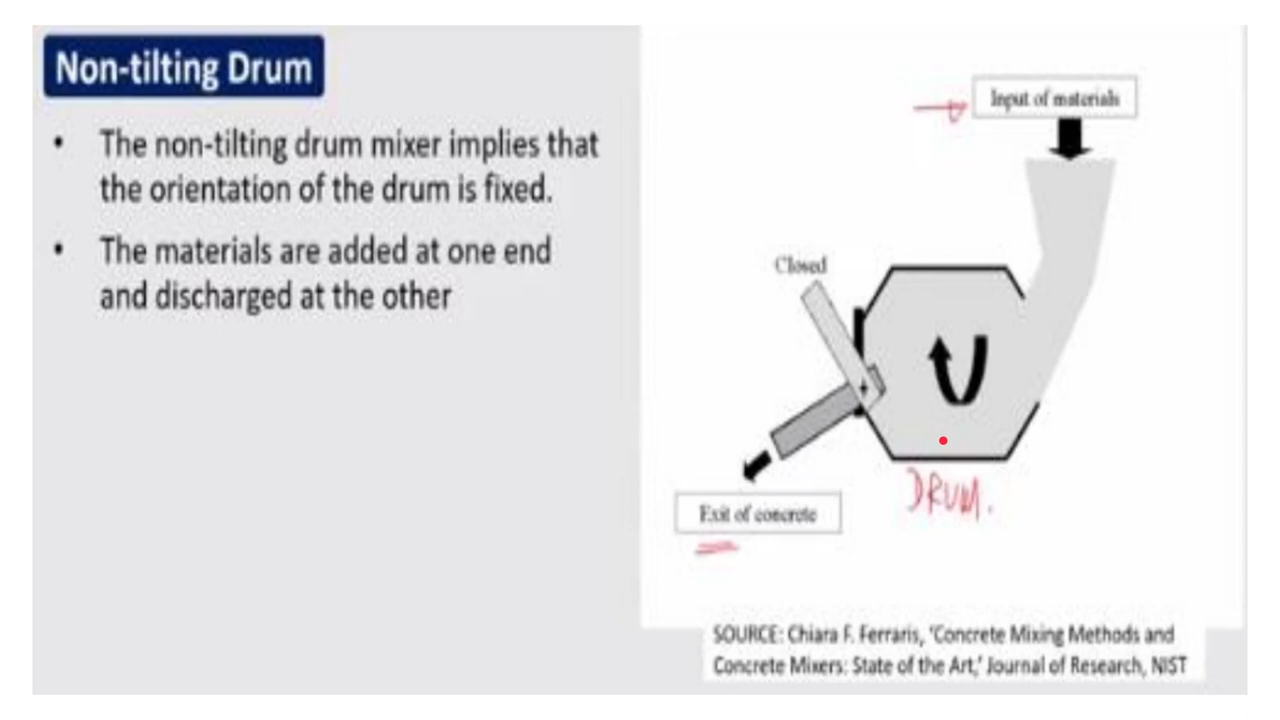 Non-tilting Drum
• The non-tilting drum mixer implies that
the orientation of the drum is fixed.
• The materials are added at one end
and discharged at the other
Input of materials
Closed
Exit of concrete
DRUM.
SOURCE: Chiara F. Ferraris, 'Concrete Mixing Methods and
Concrete Mixers: State of the Art,' Journal of Research, NIST